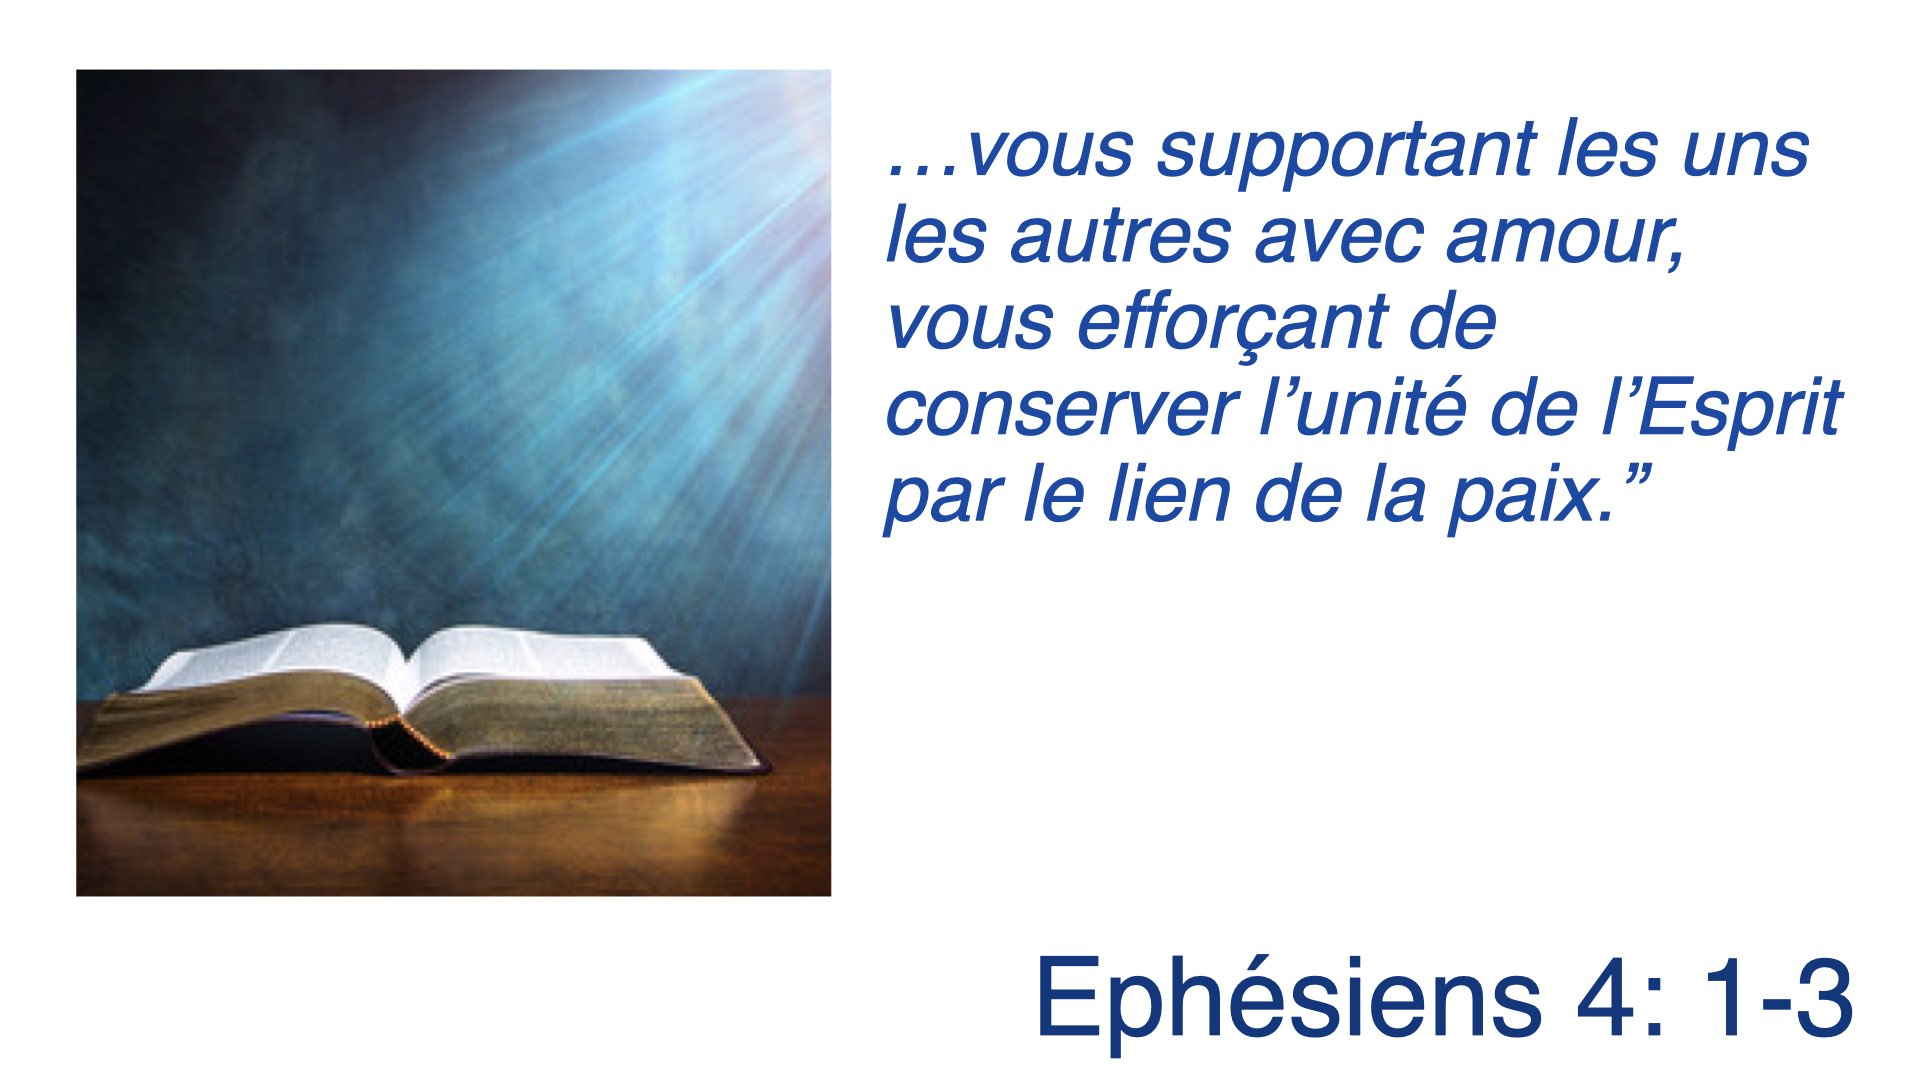 …vous supportant les uns
les autres avec amour,
vous efforçant de
conserver l’unité de l’Esprit
par le lien de la paix.”
Ephésiens 4: 1-3